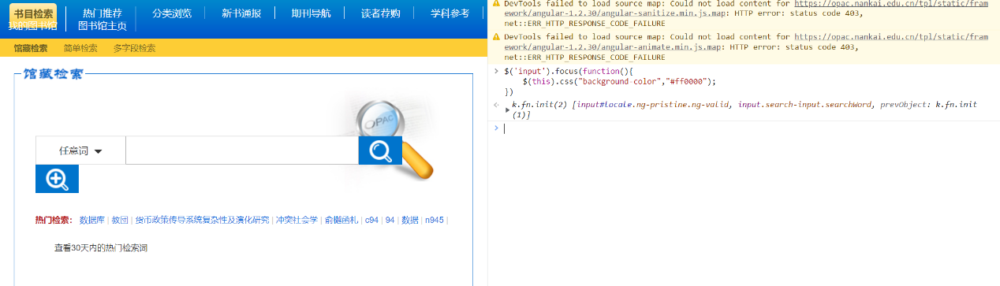 书目检索 热门推荐 分类浏览 新书通报 期刊导航 读者荐购 学科参考
我的图书馆 图书馆主页
馆藏检索 简单检索 多字段检索
馆藏检索
OPAC
任意词
热门检索: 数据库 | 教团 | 货币政策传导系统复杂性及演化研究 | 冲突社会学 | 俞樾函札 | c94 | 94 | 数据 | n945 |
查看30天内的热门检索词
DevTools failed to load source map: Could not load content for https://opac.nankai.edu.cn/tpl/static/fram
ework/angular-1.2.30/angular-sanitize.min.js.map: HTTP error: status code 403,
net::ERR_HTTP_RESPONSE_CODE_FAILURE
DevTools failed to load source map: Could not load content for https://opac.nankai.edu.cn/tpl/static/fram
ework/angular-1.2.30/angular-animate.min.js.map: HTTP error: status code 403,
net::ERR_HTTP_RESPONSE_CODE_FAILURE
> $('input').focus(function(){
$(this).css("background-color","#ff0000");
})
k.fn.init(2) [input#locale.ng-pristine.ng-valid, input.search-input.searchWord, prevObject: k.fn.init
(1)]
>